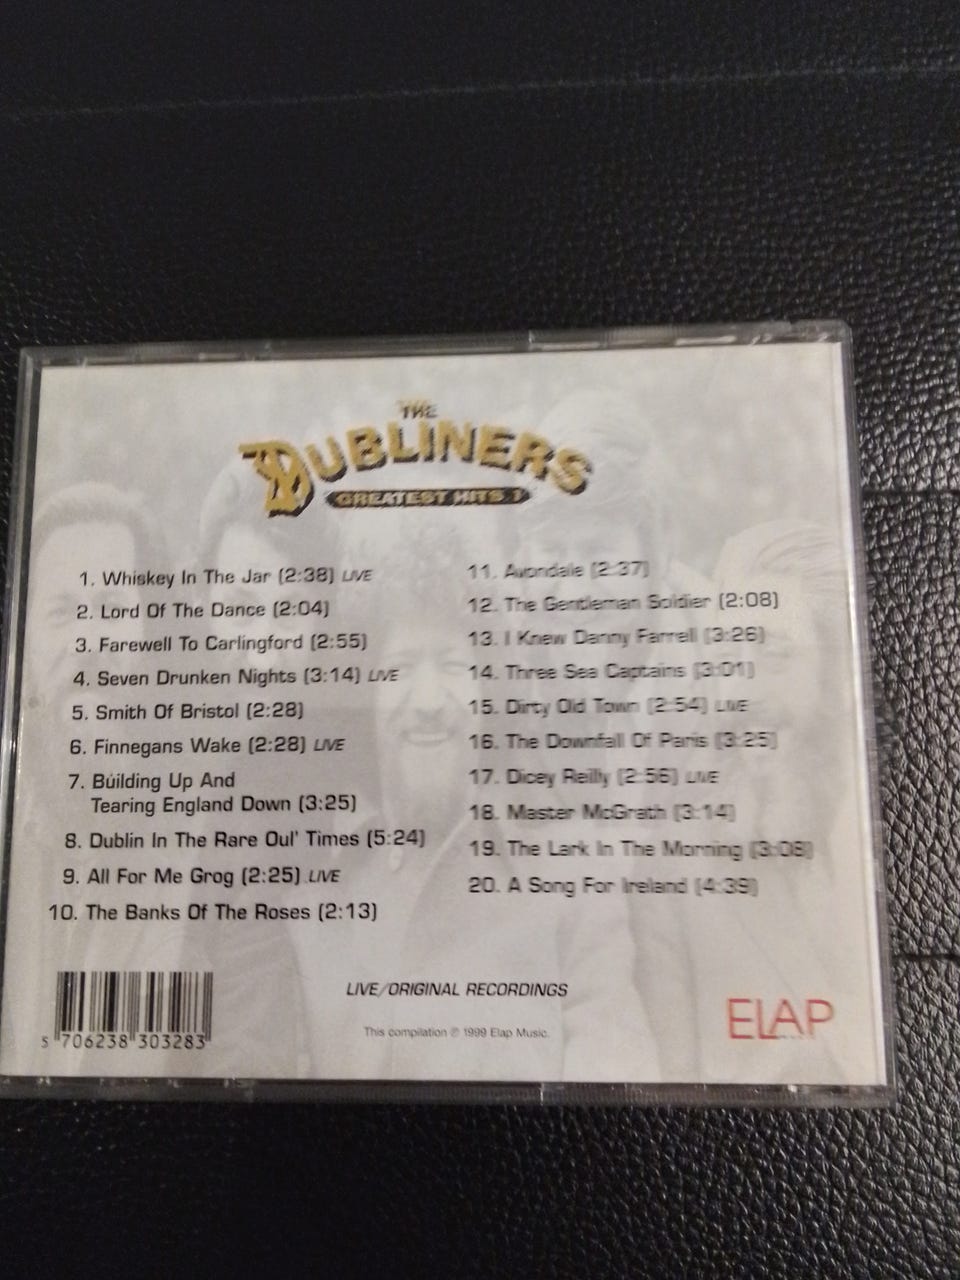 THE
DUBLINERS
GREATEST HITS 1
1. Whiskey In The Jar (2:38) LIVE
2. Lord Of The Dance (2:04)
3. Farewell To Carlingford (2:55)
4. Seven Drunken Nights (3:14) LIVE
5. Smith Of Bristol (2:28)
6. Finnegans Wake (2:28) LIVE
7. Building Up And
Tearing England Down (3:25)
8. Dublin In The Rare Oul' Times (5:24)
9. All For Me Grog (2:25) LIVE
10. The Banks Of The Roses (2:13)
11. Avondale (2:37)
12. The Gentleman Soldier (2:08)
13. I Knew Danny Farrell (3:26)
14. Three Sea Captains (3:01)
15. Dirty Old Town (2:54) LIVE
16. The Downfall Of Paris (3:25)
17. Dicey Reilly (2:56) LIVE
18. Master McGrath (3:14)
19. The Lark In The Morning (3:08)
20. A Song For Ireland (4:39)
LIVE/ORIGINAL RECORDINGS
This compilation ℗ 1999 Elap Music.
5 706238 303283
ELAP